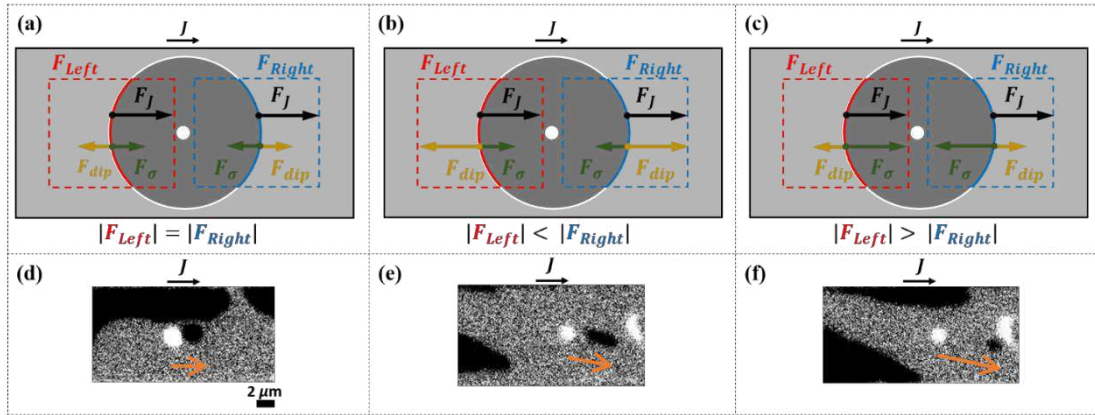 (a) J (b) J (c) J
F_Left F_Right F_Left F_Right F_Left F_Right
F_J F_J F_J F_J F_J F_J
F_dip F_σ F_σ F_dip F_dip F_σ F_σ F_dip F_dip F_σ F_σ F_dip
|F_Left| = |F_Right| |F_Left| < |F_Right| |F_Left| > |F_Right|
(d) J (e) J (f) J
2 μm